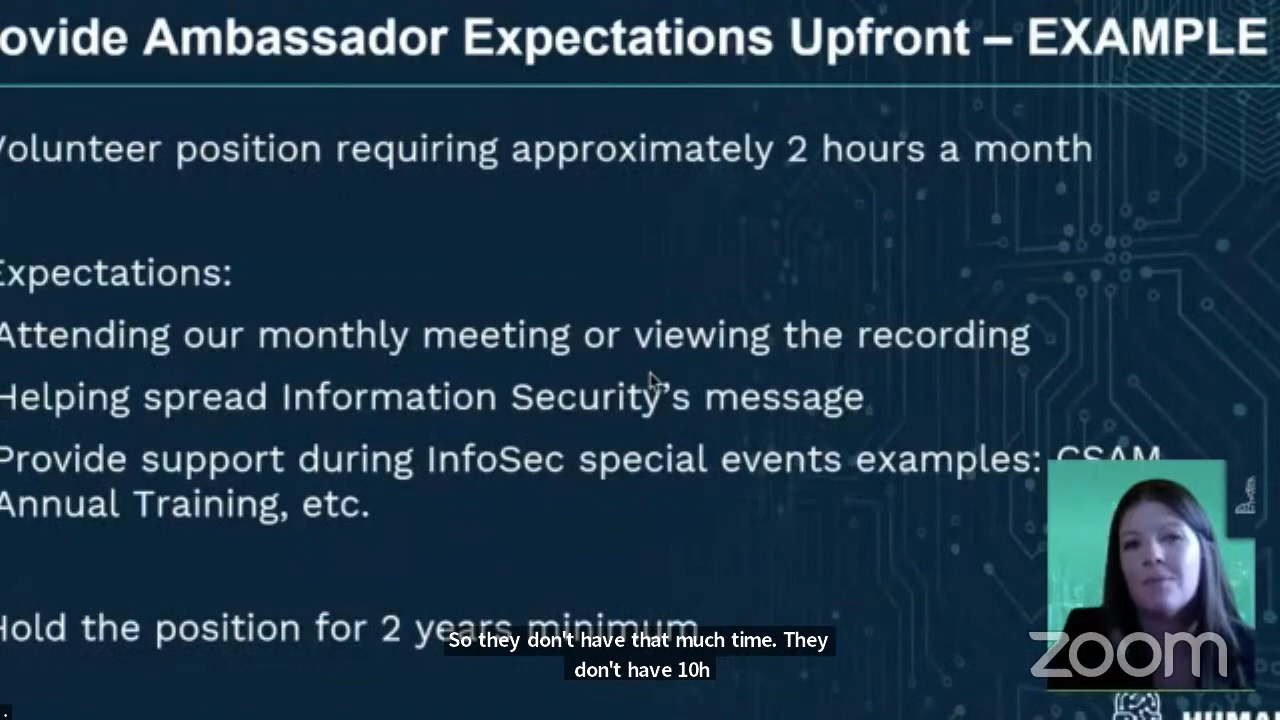 ovide Ambassador Expectations Upfront – EXAMPLE
Volunteer position requiring approximately 2 hours a month
Expectations:
Attending our monthly meeting or viewing the recording
Helping spread Information Security's message
Provide support during InfoSec special events examples: CSAM
Annual Training, etc.
Hold the position for 2 years minimum
So they don't have that much time. They
don't have 10h
zoom
HUMA